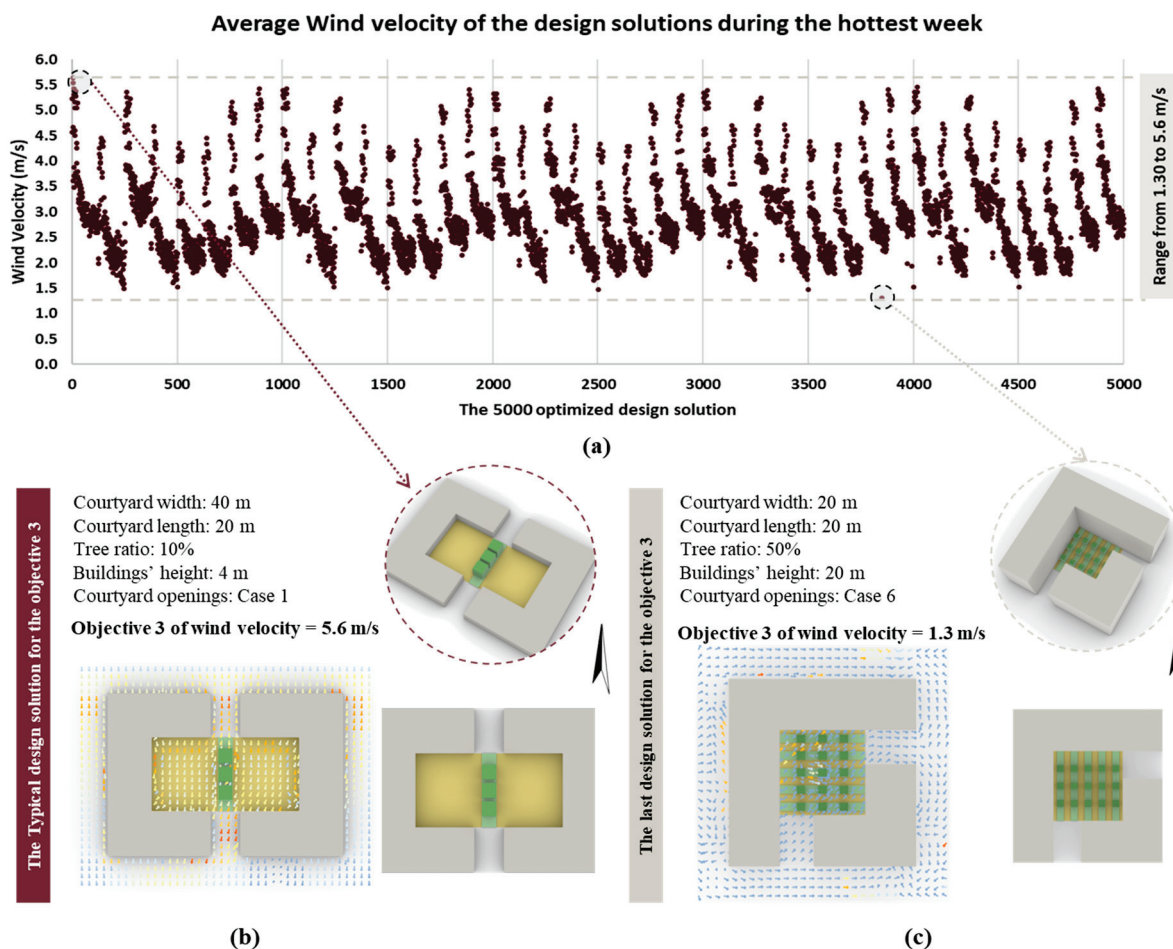 Average Wind velocity of the design solutions during the hottest week
Wind Velocity (m/s)
6.0
5.5
5.0
4.5
4.0
3.5
3.0
2.5
2.0
1.5
1.0
0.5
0.0
0
500
1000
1500
2000
2500
3000
3500
4000
4500
5000
Range from 1.30 to 5.6 m/s
The 5000 optimized design solution
(a)
The Typical design solution for the objective 3
Courtyard width: 40 m
Courtyard length: 20 m
Tree ratio: 10%
Buildings’ height: 4 m
Courtyard openings: Case 1
Objective 3 of wind velocity = 5.6 m/s
(b)
The last design solution for the objective 3
Courtyard width: 20 m
Courtyard length: 20 m
Tree ratio: 50%
Buildings’ height: 20 m
Courtyard openings: Case 6
Objective 3 of wind velocity = 1.3 m/s
(c)